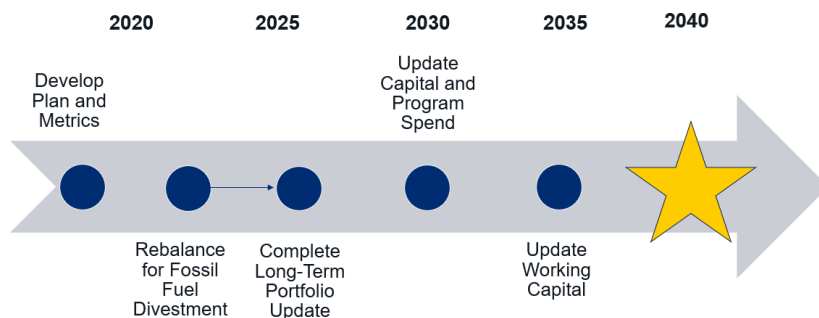 2020 2025 2030 2035 2040
Develop
Plan and
Metrics
Update
Capital and
Program
Spend
Rebalance
for Fossil
Fuel
Divestment
Complete
Long-Term
Portfolio
Update
Update
Working
Capital